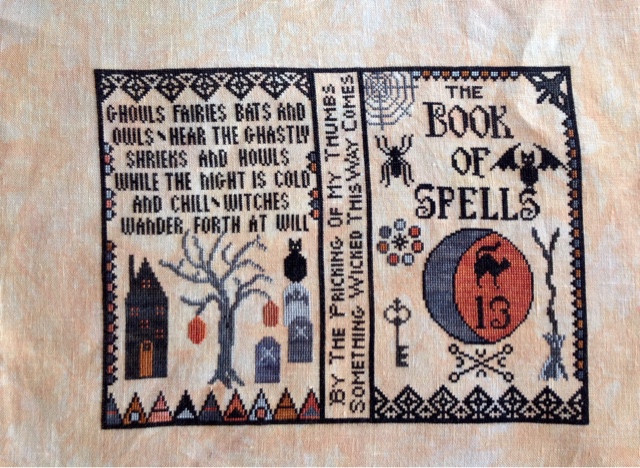 GHOULS FAIRIES BATS AND
OWLS HEAR THE GHASTLY
SHRIEKS AND HOWLS
WHILE THE NIGHT IS COLD
AND CHILL WITCHES
WANDER FORTH AT WILL
BY THE PRICKING OF MY THUMBS
SOMETHING WICKED THIS WAY COMES
THE
BOOK
OF
SPELLS
13